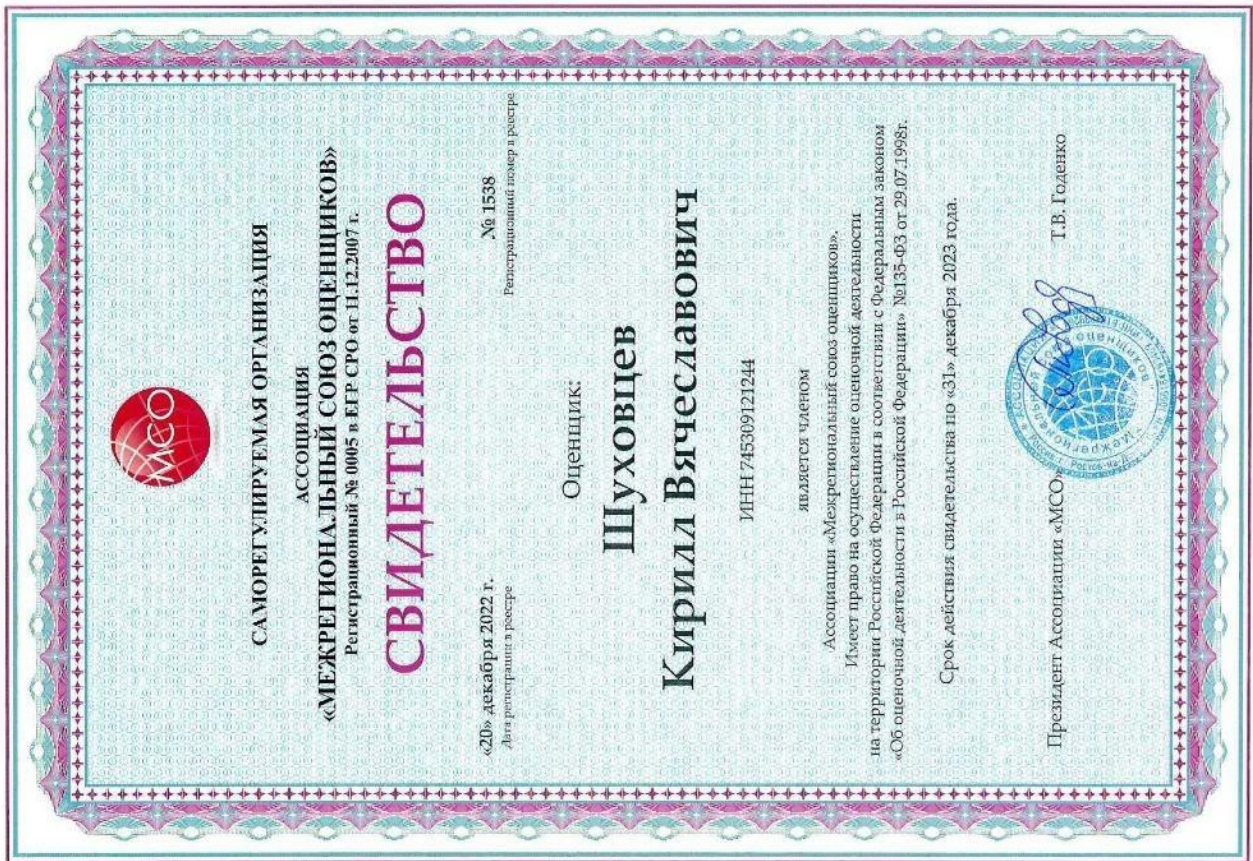 МСО
САМОРЕГУЛИРУЕМАЯ ОРГАНИЗАЦИЯ
АССОЦИАЦИЯ
«МЕЖРЕГИОНАЛЬНЫЙ СОЮЗ ОЦЕНЩИКОВ»
Регистрационный № 0005 в ЕГР СРО от 11.12.2007 г.
СВИДЕТЕЛЬСТВО
«20» декабря 2022 г. № 1538
Дата регистрации в реестре Регистрационный номер в реестре
Оценщик:
Шуховцев
Кирилл Вячеславович
ИНН 745309121244
является членом
Ассоциации «Межрегиональный союз оценщиков».
Имеет право на осуществление оценочной деятельности
на территории Российской Федерации в соответствии с Федеральным законом
«Об оценочной деятельности в Российской Федерации» №135-ФЗ от 29.07.1998г.
Срок действия свидетельства по «31» декабря 2023 года.
Президент Ассоциации «МСО» Т.В. Годенко